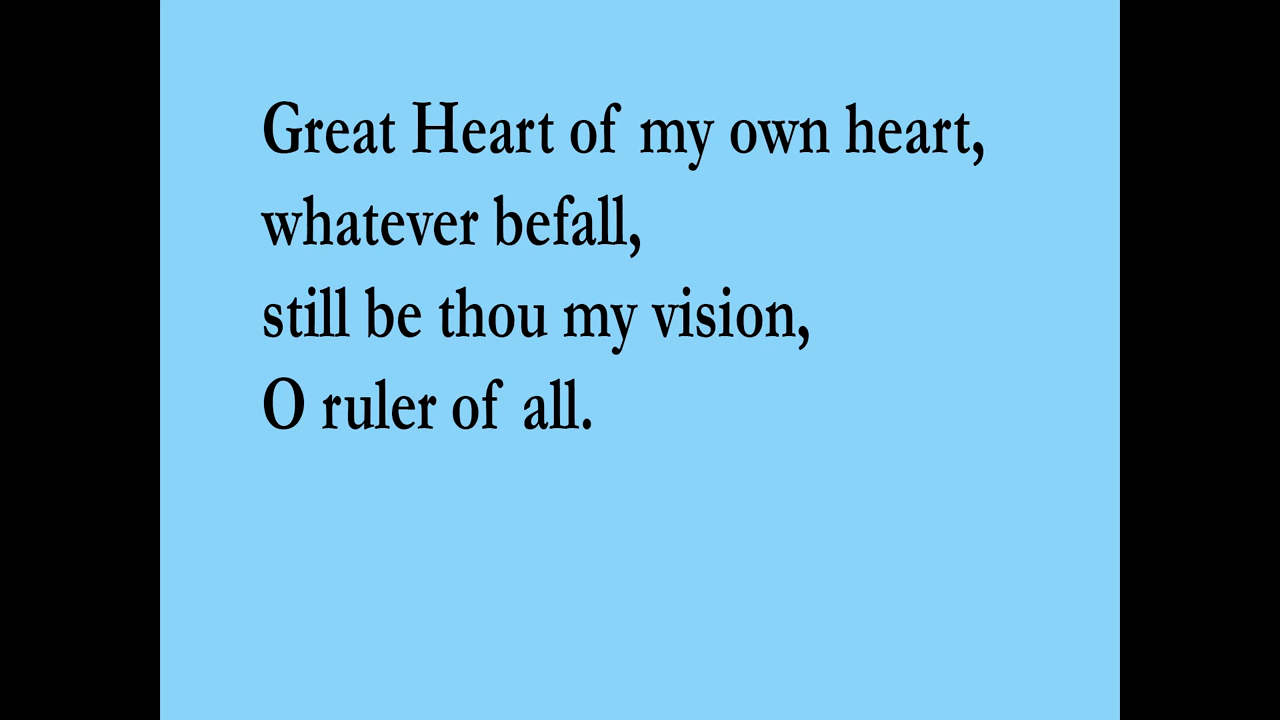 Great Heart of my own heart,
whatever befall,
still be thou my vision,
O ruler of all.